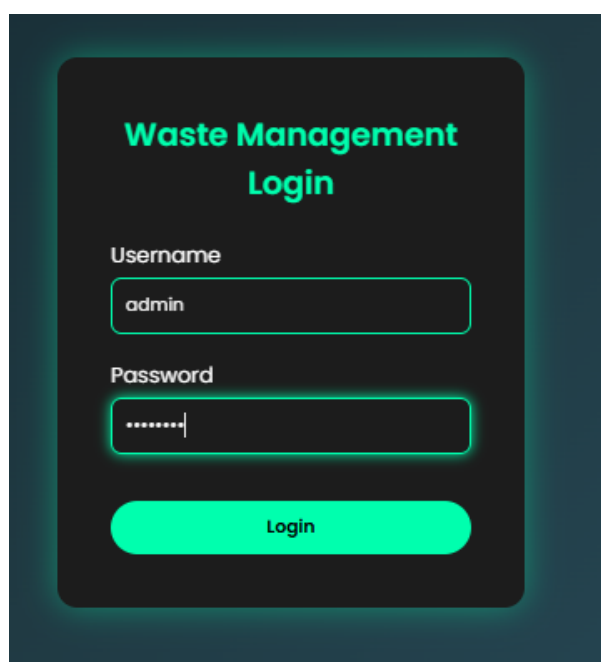 Waste Management
Login
Username
admin
Password
••••••••
Login